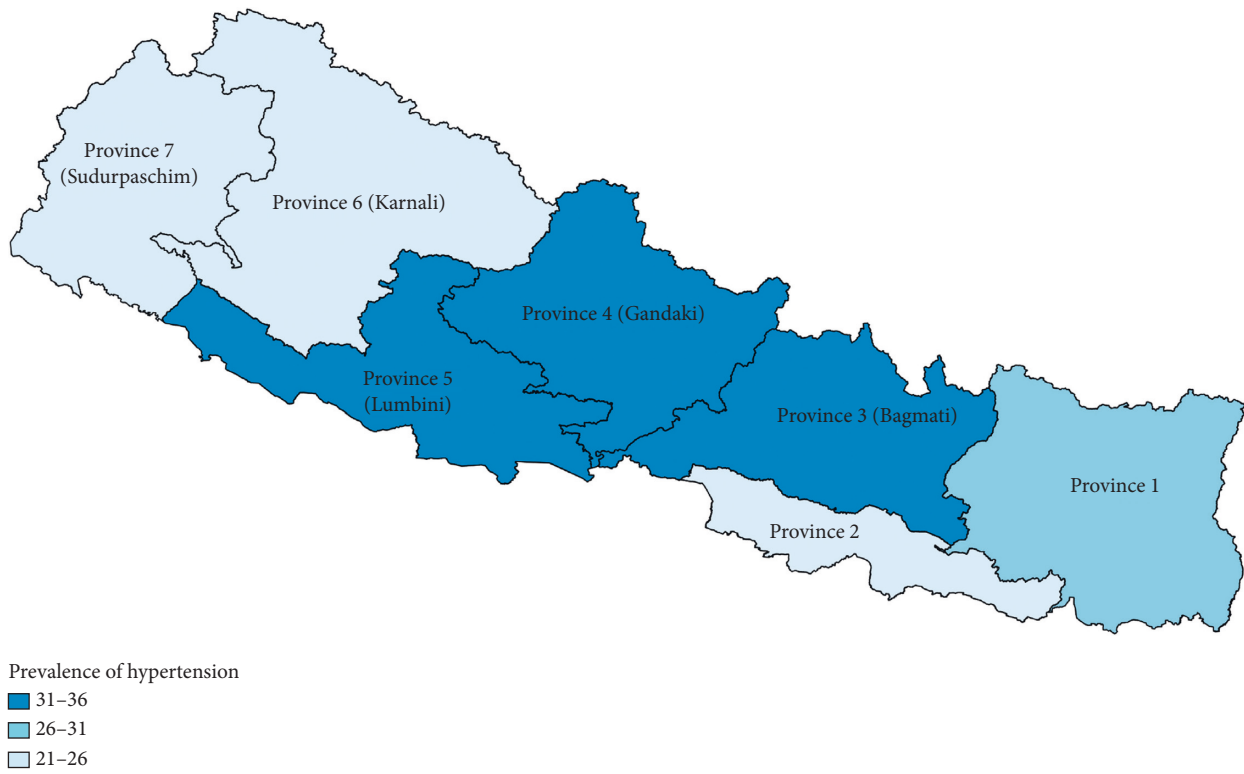 Province 7
(Sudurpaschim)
Province 6 (Karnali)
Province 4 (Gandaki)
Province 5
(Lumbini)
Province 3 (Bagmati)
Province 1
Province 2
Prevalence of hypertension
31–36
26–31
21–26